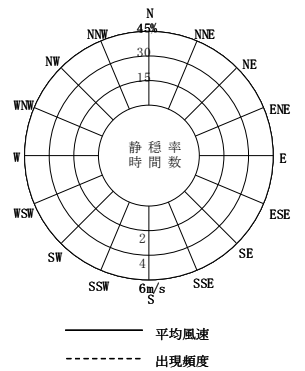 N
NNW 45% NNE
NW 30 NE
15
WNW ENE
静穏率
W 時間数 E
WSW ESE
2
SW 4 SE
SSW 6m/s SSE
S
平均風速
出現頻度